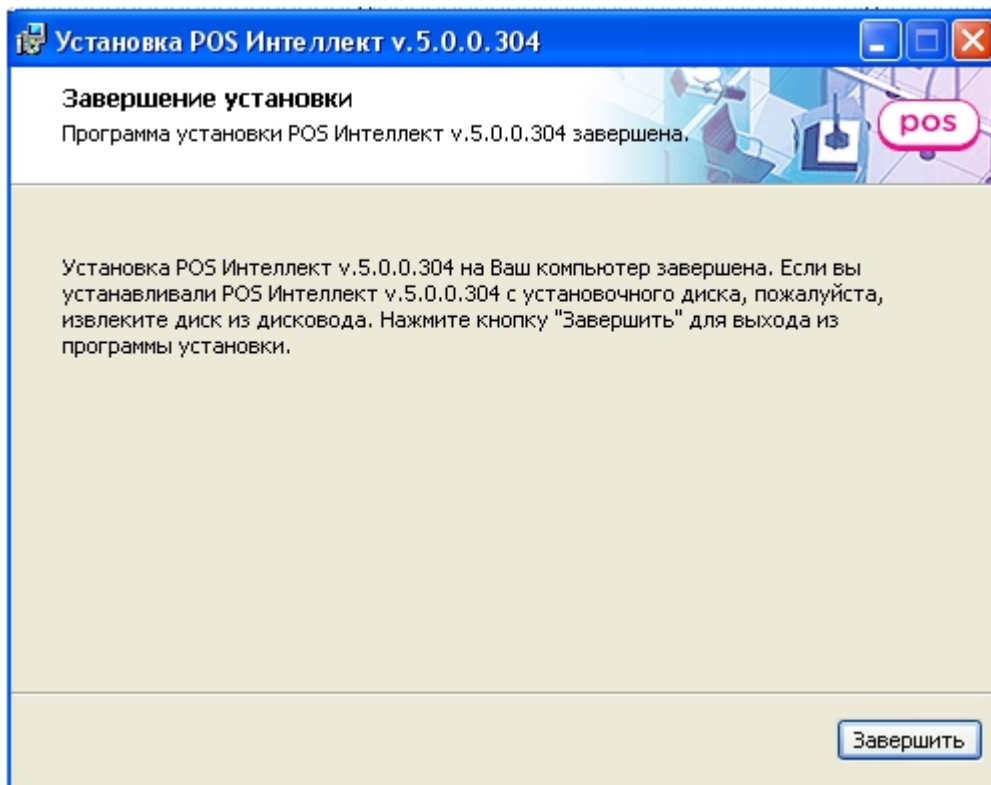 Установка POS Интеллект v.5.0.0.304
Завершение установки
Программа установки POS Интеллект v.5.0.0.304 завершена.
pos
Установка POS Интеллект v.5.0.0.304 на Ваш компьютер завершена. Если вы
устанавливали POS Интеллект v.5.0.0.304 с установочного диска, пожалуйста,
извлеките диск из дисковода. Нажмите кнопку "Завершить" для выхода из
программы установки.
Завершить